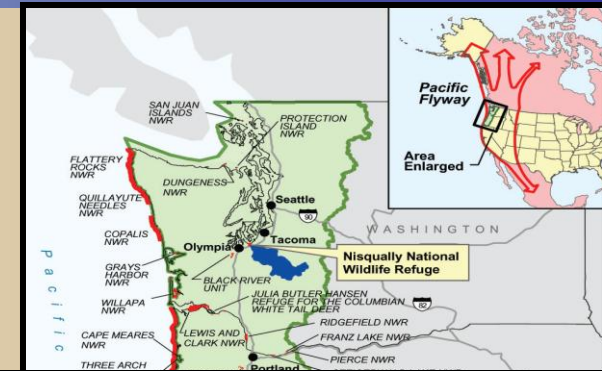 Pacific
Flyway
Area
Enlarged
SAN JUAN
ISLANDS
NWR
PROTECTION
ISLAND
NWR
FLATTERY
ROCKS
NWR
DUNGENESS
NWR
QUILLAYUTE
NEEDLES
NWR
Seattle
90
COPALIS
NWR
Tacoma
WASHINGTON
Olympia
Nisqually National
Wildlife Refuge
GRAYS
HARBOR
NWR
BLACK RIVER
UNIT
Pacific
WILLAPA
NWR
JULIA BUTLER HANSEN
REFUGE FOR THE COLUMBIAN
WHITE TAIL DEER
82
LEWIS AND
CLARK NWR
RIDGEFIELD NWR
CAPE MEARES
NWR
FRANZ LAKE NWR
PIERCE NWR
THREE ARCH
Portland